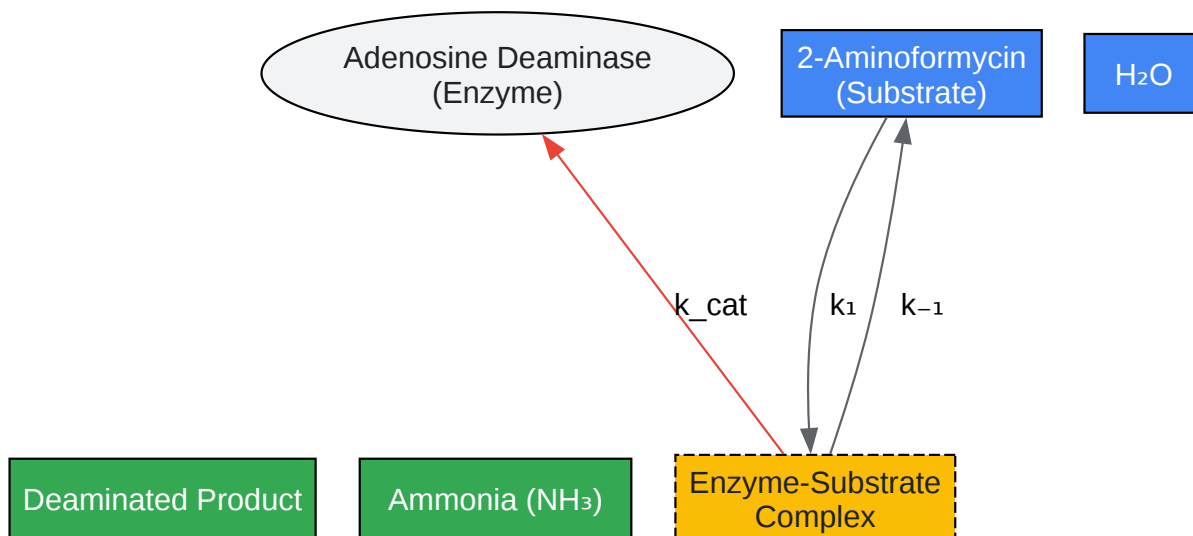 Adenosine Deaminase
(Enzyme)
2-Aminoformycin
(Substrate)
H₂O
k_cat
k₁
k₋₁
Deaminated Product
Ammonia (NH₃)
Enzyme-Substrate
Complex